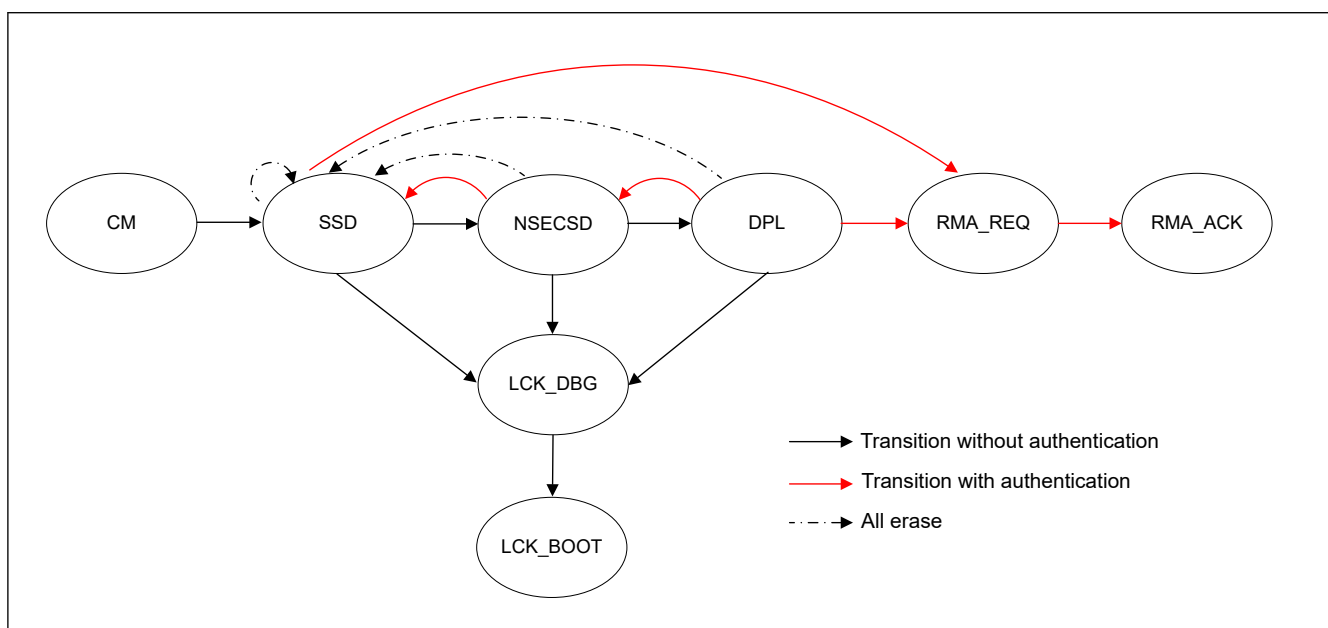 CM
SSD
NSECSD
DPL
RMA_REQ
RMA_ACK
LCK_DBG
LCK_BOOT
Transition without authentication
Transition with authentication
All erase